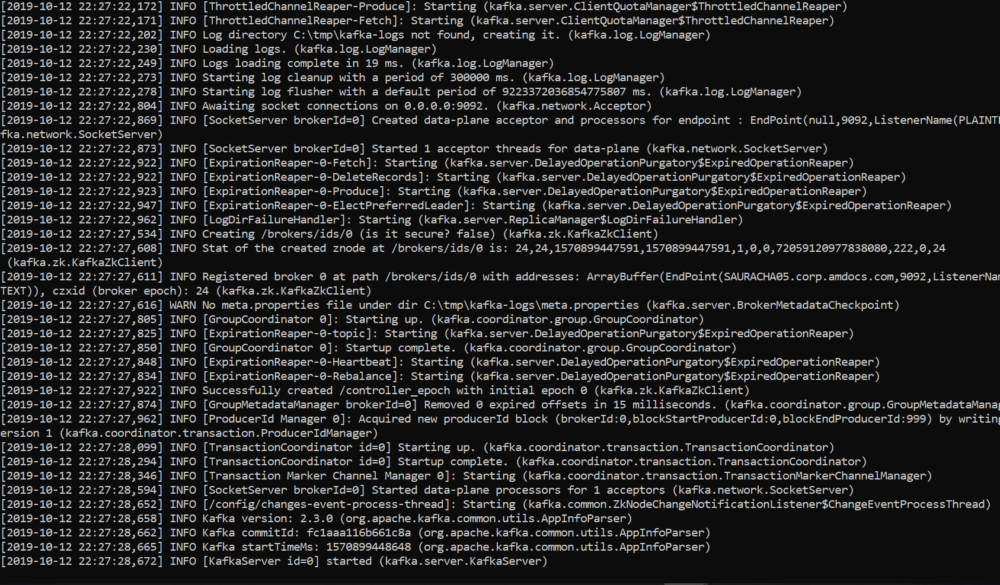 [2019-10-12 22:27:22,172] INFO [ThrottledChannelReaper-Produce]: Starting (kafka.server.ClientQuotaManager$ThrottledChannelReaper)
[2019-10-12 22:27:22,171] INFO [ThrottledChannelReaper-Fetch]: Starting (kafka.server.ClientQuotaManager$ThrottledChannelReaper)
[2019-10-12 22:27:22,202] INFO Log directory C:\tmp\kafka-logs not found, creating it. (kafka.log.LogManager)
[2019-10-12 22:27:22,230] INFO Loading logs. (kafka.log.LogManager)
[2019-10-12 22:27:22,249] INFO Logs loading complete in 19 ms. (kafka.log.LogManager)
[2019-10-12 22:27:22,273] INFO Starting log cleanup with a period of 300000 ms. (kafka.log.LogManager)
[2019-10-12 22:27:22,278] INFO Starting log flusher with a default period of 9223372036854775807 ms. (kafka.log.LogManager)
[2019-10-12 22:27:22,804] INFO Awaiting socket connections on 0.0.0.0:9092. (kafka.network.Acceptor)
[2019-10-12 22:27:22,869] INFO [SocketServer brokerId=0] Created data-plane acceptor and processors for endpoint : EndPoint(null,9092,ListenerName(PLAINT
fka.network.SocketServer)
[2019-10-12 22:27:22,873] INFO [SocketServer brokerId=0] Started 1 acceptor threads for data-plane (kafka.network.SocketServer)
[2019-10-12 22:27:22,922] INFO [ExpirationReaper-0-Fetch]: Starting (kafka.server.DelayedOperationPurgatory$ExpiredOperationReaper)
[2019-10-12 22:27:22,922] INFO [ExpirationReaper-0-DeleteRecords]: Starting (kafka.server.DelayedOperationPurgatory$ExpiredOperationReaper)
[2019-10-12 22:27:22,923] INFO [ExpirationReaper-0-Produce]: Starting (kafka.server.DelayedOperationPurgatory$ExpiredOperationReaper)
[2019-10-12 22:27:22,947] INFO [ExpirationReaper-0-ElectPreferredLeader]: Starting (kafka.server.DelayedOperationPurgatory$ExpiredOperationReaper)
[2019-10-12 22:27:22,962] INFO [LogDirFailureHandler]: Starting (kafka.server.ReplicaManager$LogDirFailureHandler)
[2019-10-12 22:27:27,534] INFO Creating /brokers/ids/0 (is it secure? false) (kafka.zk.KafkaZkClient)
[2019-10-12 22:27:27,608] INFO Stat of the created znode at /brokers/ids/0 is: 24,24,1570899447591,1570899447591,1,0,0,72059120977838080,222,0,24
(kafka.zk.KafkaZkClient)
[2019-10-12 22:27:27,611] INFO Registered broker 0 at path /brokers/ids/0 with addresses: ArrayBuffer(EndPoint(SAURACHA05.corp.amdocs.com,9092,ListenerNa
TEXT)), czxid (broker epoch): 24 (kafka.zk.KafkaZkClient)
[2019-10-12 22:27:27,616] WARN No meta.properties file under dir C:\tmp\kafka-logs\meta.properties (kafka.server.BrokerMetadataCheckpoint)
[2019-10-12 22:27:27,805] INFO [GroupCoordinator 0]: Starting up. (kafka.coordinator.group.GroupCoordinator)
[2019-10-12 22:27:27,825] INFO [ExpirationReaper-0-topic]: Starting (kafka.server.DelayedOperationPurgatory$ExpiredOperationReaper)
[2019-10-12 22:27:27,850] INFO [GroupCoordinator 0]: Startup complete. (kafka.coordinator.group.GroupCoordinator)
[2019-10-12 22:27:27,848] INFO [ExpirationReaper-0-Heartbeat]: Starting (kafka.server.DelayedOperationPurgatory$ExpiredOperationReaper)
[2019-10-12 22:27:27,834] INFO [ExpirationReaper-0-Rebalance]: Starting (kafka.server.DelayedOperationPurgatory$ExpiredOperationReaper)
[2019-10-12 22:27:27,922] INFO Successfully created /controller_epoch with initial epoch 0 (kafka.zk.KafkaZkClient)
[2019-10-12 22:27:27,874] INFO [GroupMetadataManager brokerId=0] Removed 0 expired offsets in 15 milliseconds. (kafka.coordinator.group.GroupMetadataManag
[2019-10-12 22:27:27,962] INFO [ProducerId Manager 0]: Acquired new producerId block (brokerId:0,blockStartProducerId:0,blockEndProducerId:999) by writing
ersion 1 (kafka.coordinator.transaction.ProducerIdManager)
[2019-10-12 22:27:28,099] INFO [TransactionCoordinator id=0] Starting up. (kafka.coordinator.transaction.TransactionCoordinator)
[2019-10-12 22:27:28,294] INFO [TransactionCoordinator id=0] Startup complete. (kafka.coordinator.transaction.TransactionCoordinator)
[2019-10-12 22:27:28,346] INFO [Transaction Marker Channel Manager 0]: Starting (kafka.coordinator.transaction.TransactionMarkerChannelManager)
[2019-10-12 22:27:28,594] INFO [SocketServer brokerId=0] Started data-plane processors for 1 acceptors (kafka.network.SocketServer)
[2019-10-12 22:27:28,652] INFO [/config/changes-event-process-thread]: Starting (kafka.common.ZkNodeChangeNotificationListener$ChangeEventProcessThread)
[2019-10-12 22:27:28,658] INFO Kafka version: 2.3.0 (org.apache.kafka.common.utils.AppInfoParser)
[2019-10-12 22:27:28,662] INFO Kafka commitId: fc1aaa116b661c8a (org.apache.kafka.common.utils.AppInfoParser)
[2019-10-12 22:27:28,665] INFO Kafka startTimeMs: 1570899448648 (org.apache.kafka.common.utils.AppInfoParser)
[2019-10-12 22:27:28,672] INFO [KafkaServer id=0] started (kafka.server.KafkaServer)